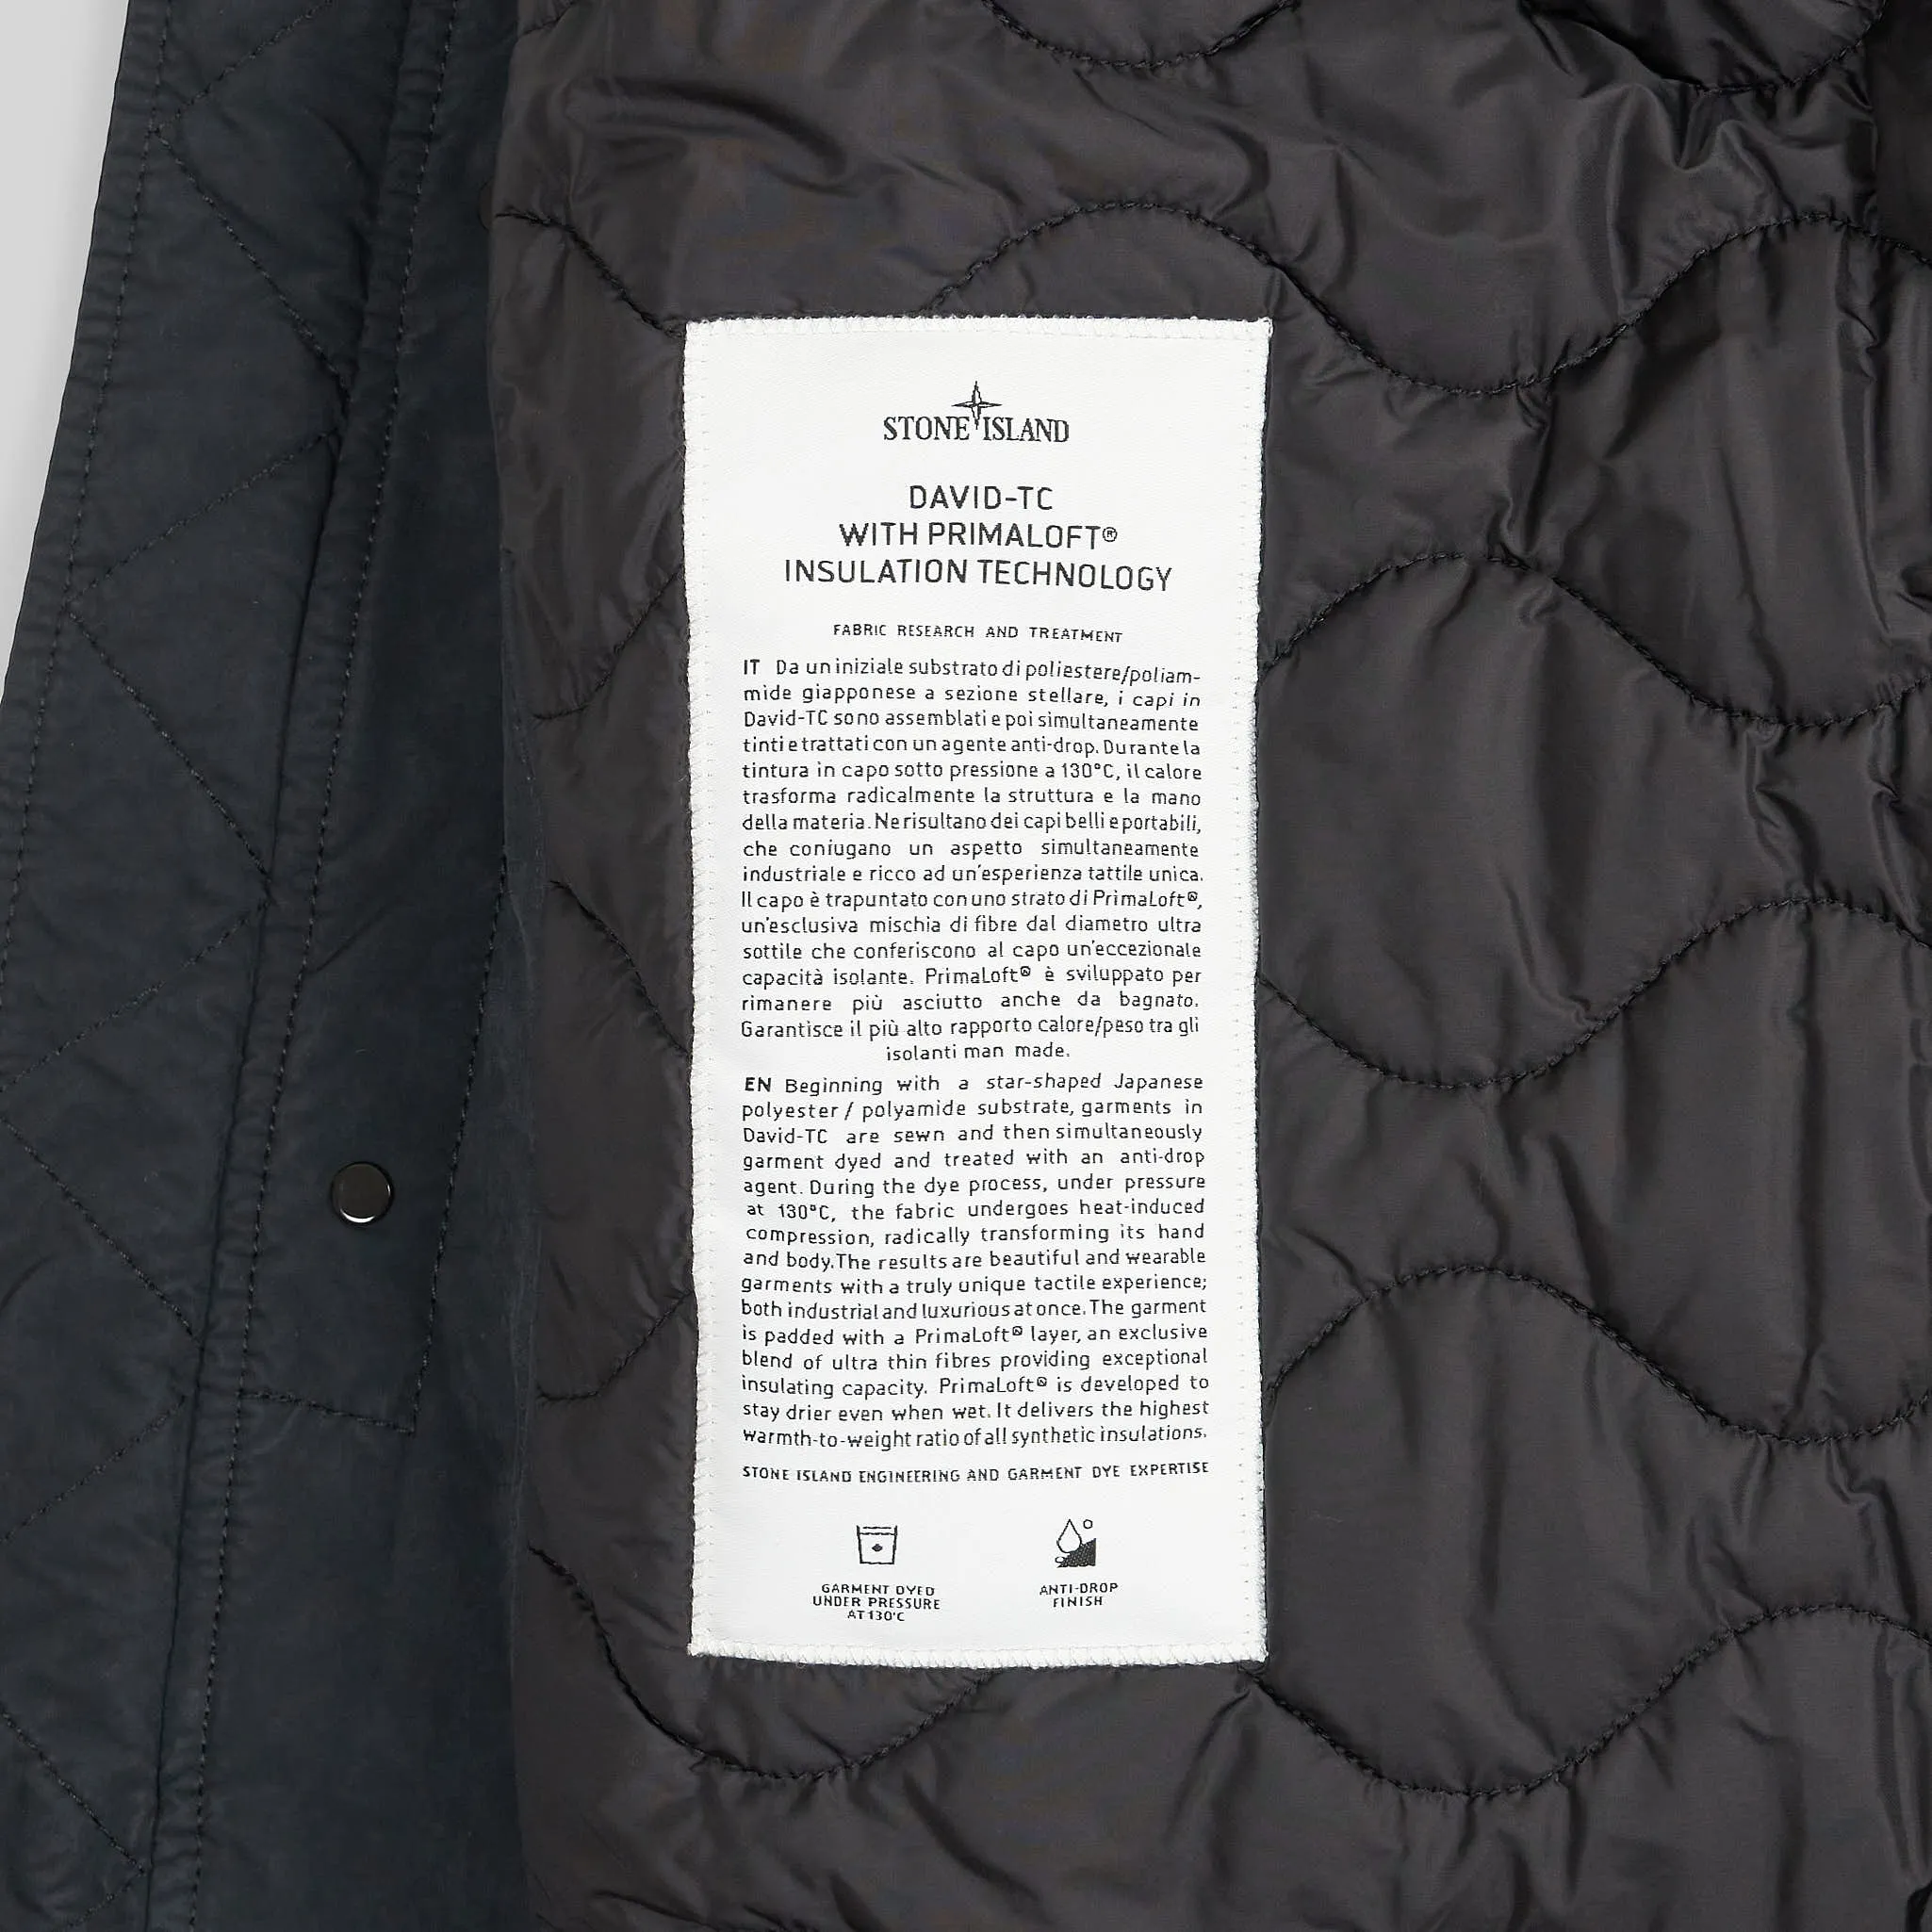 STONE ISLAND
DAVID-TC
WITH PRIMALOFT®
INSULATION TECHNOLOGY
FABRIC RESEARCH AND TREATMENT
IT Da un iniziale substrato di poliestere/poliam-
mide giapponese a sezione stellare, i capi in
David-TC sono assemblati e poi simultaneamente
tinti e trattati con un agente anti-drop. Durante la
tintura in capo sotto pressione a 130°C, il calore
trasforma radicalmente la struttura e la mano
della materia. Ne risultano dei capi belli e portabili,
che coniugano un aspetto simultaneamente
industriale e ricco ad un'esperienza tattile unica.
Il capo è trapuntato con uno strato di PrimaLoft®,
un'esclusiva mischia di fibre dal diametro ultra
sottile che conferiscono al capo un'eccezionale
capacità isolante. PrimaLoft® è sviluppato per
rimanere più asciutto anche da bagnato.
Garantisce il più alto rapporto calore/peso tra gli
isolanti man made.
EN Beginning with a star-shaped Japanese
polyester / polyamide substrate, garments in
David-TC are sewn and then simultaneously
garment dyed and treated with an anti-drop
agent. During the dye process, under pressure
at 130°C, the fabric undergoes heat-induced
compression, radically transforming its hand
and body. The results are beautiful and wearable
garments with a truly unique tactile experience;
both industrial and luxurious at once. The garment
is padded with a PrimaLoft® layer, an exclusive
blend of ultra thin fibres providing exceptional
insulating capacity. PrimaLoft® is developed to
stay drier even when wet. It delivers the highest
warmth-to-weight ratio of all synthetic insulations.
STONE ISLAND ENGINEERING AND GARMENT DYE EXPERTISE
GARMENT DYED
UNDER PRESSURE
AT 130°C
ANTI-DROP
FINISH